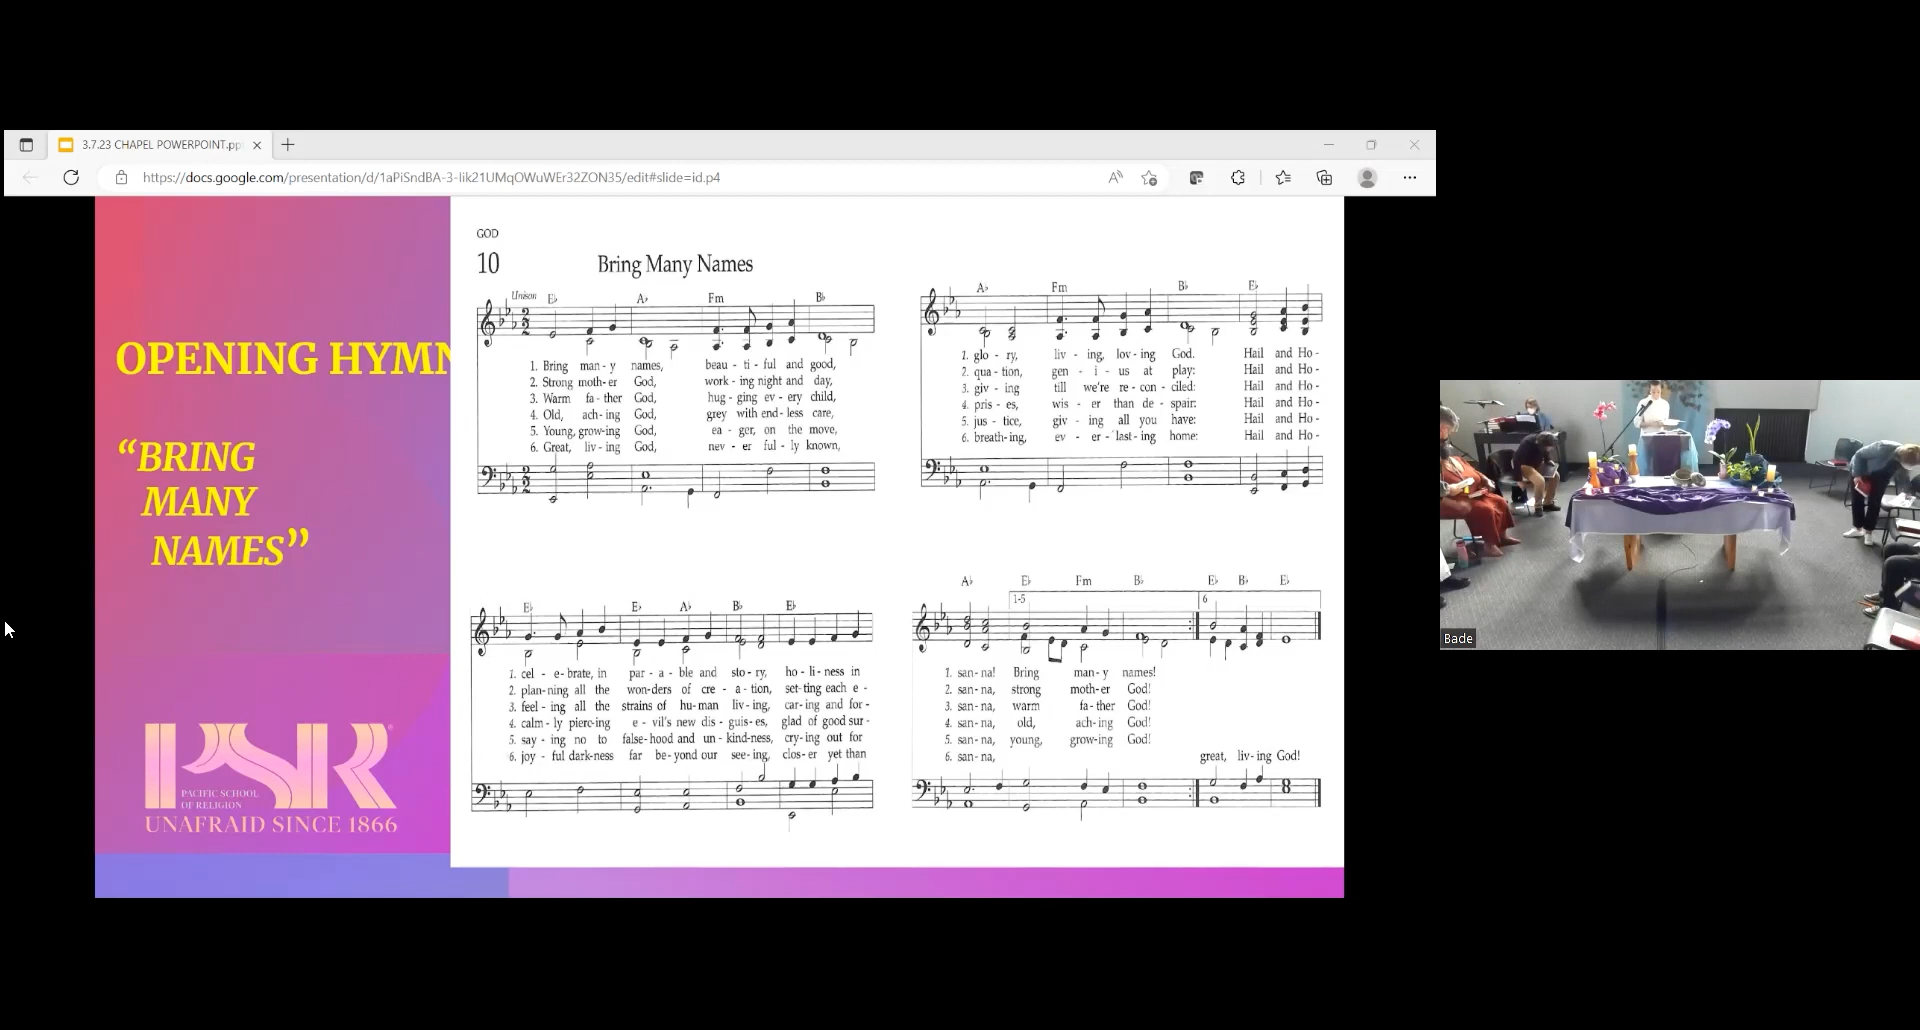 3.7.23 CHAPEL POWERPOINT.pp
https://docs.google.com/presentation/d/1aPiSndBA-3-Iik21UMqOWuWEr32ZON35/edit#slide=id.p4
OPENING HYMN
“BRING
MANY
NAMES”
PSR
PACIFIC SCHOOL
OF RELIGION
UNAFRAID SINCE 1866
GOD
10 Bring Many Names
Unison E♭ A♭ Fm B♭
1. Bring man-y names, beau-ti-ful and good,
2. Strong moth-er God, work-ing night and day,
3. Warm fa-ther God, hug-ging ev-ery child,
4. Old, ach-ing God, grey with end-less care,
5. Young, grow-ing God, ea-ger, on the move,
6. Great, liv-ing God, nev-er ful-ly known,
E♭ E♭ A♭ B♭ E♭
1. cel-e-brate, in par-a-ble and sto-ry, ho-li-ness in
2. plan-ning all the won-ders of cre-a-tion, set-ting each e-
3. feel-ing all the strains of hu-man liv-ing, car-ing and for-
4. calm-ly pierc-ing e-vil's new dis-guis-es, glad of good sur-
5. say-ing no to false-hood and un-kind-ness, cry-ing out for
6. joy-ful dark-ness far be-yond our see-ing, clos-er yet than
A♭ Fm B♭ E♭
1. glo-ry, liv-ing, lov-ing God. Hail and Ho-
2. qua-tion, gen-i-us at play: Hail and Ho-
3. giv-ing till we're re-con-ciled: Hail and Ho-
4. pris-es, wis-er than de-spair: Hail and Ho-
5. jus-tice, giv-ing all you have: Hail and Ho-
6. breath-ing, ev-er-last-ing home: Hail and Ho-
A♭ E♭ Fm B♭ E♭ B♭ E♭
1-5 6
1. san-na! Bring man-y names!
2. san-na, strong moth-er God!
3. san-na, warm fa-ther God!
4. san-na, old, ach-ing God!
5. san-na, young, grow-ing God!
6. san-na, great, liv-ing God!
Bade